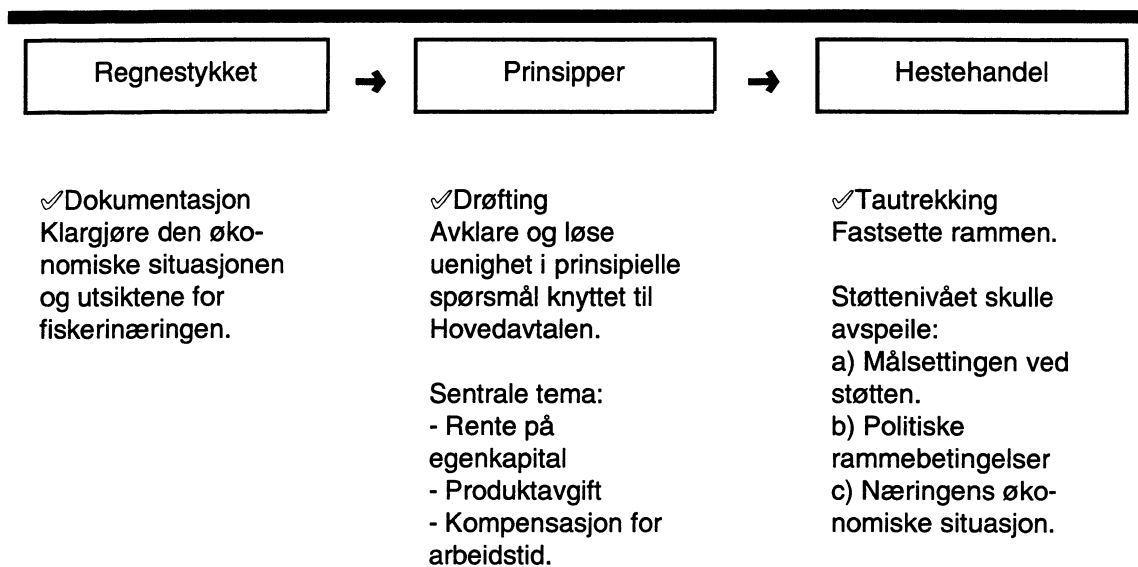 Regnestykket
→
Prinsipper
→
Hestehandel
✓Dokumentasjon
Klargjøre den øko-
nomiske situasjonen
og utsiktene for
fiskerinæringen.
✓Drøfting
Avklare og løse
uenighet i prinsipielle
spørsmål knyttet til
Hovedavtalen.
Sentrale tema:
- Rente på
egenkapital
- Produktavgift
- Kompensasjon for
arbeidstid.
✓Tautrekking
Fastsette rammen.
Støttenivået skulle
avspeile:
a) Målsettingen ved
støtten.
b) Politiske
rammebetingelser
c) Næringens øko-
nomiske situasjon.